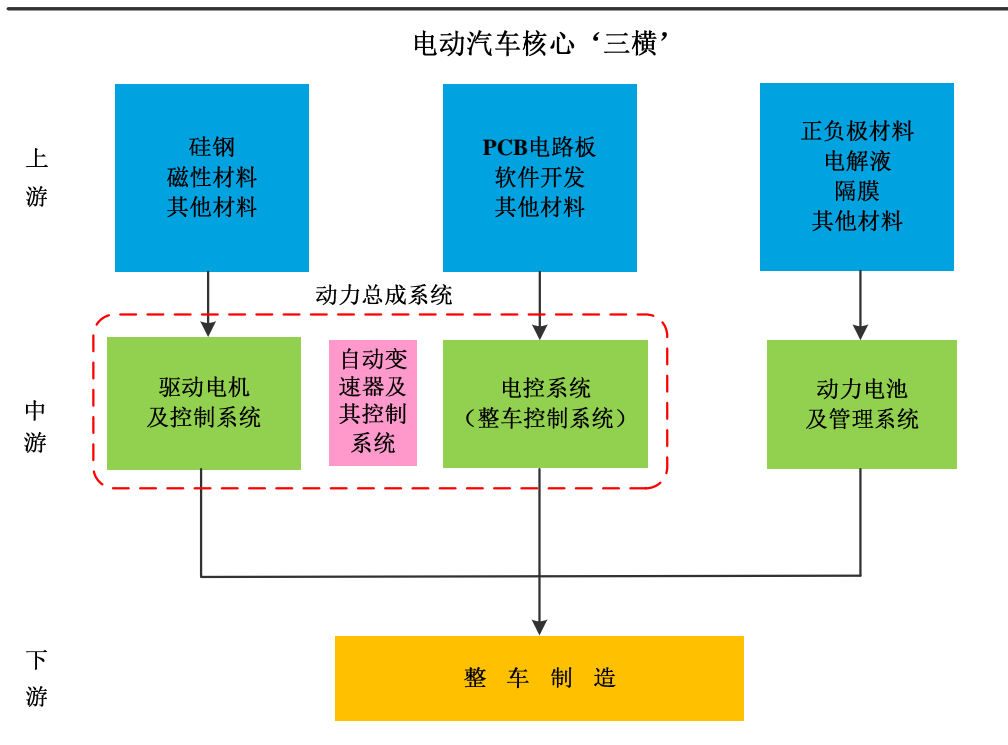 电动汽车核心‘三横’
上游
硅钢
磁性材料
其他材料
PCB电路板
软件开发
其他材料
正负极材料
电解液
隔膜
其他材料
动力总成系统
中游
驱动电机
及控制系统
自动变
速器及
其控制
系统
电控系统
（整车控制系统）
动力电池
及管理系统
下游
整 车 制 造